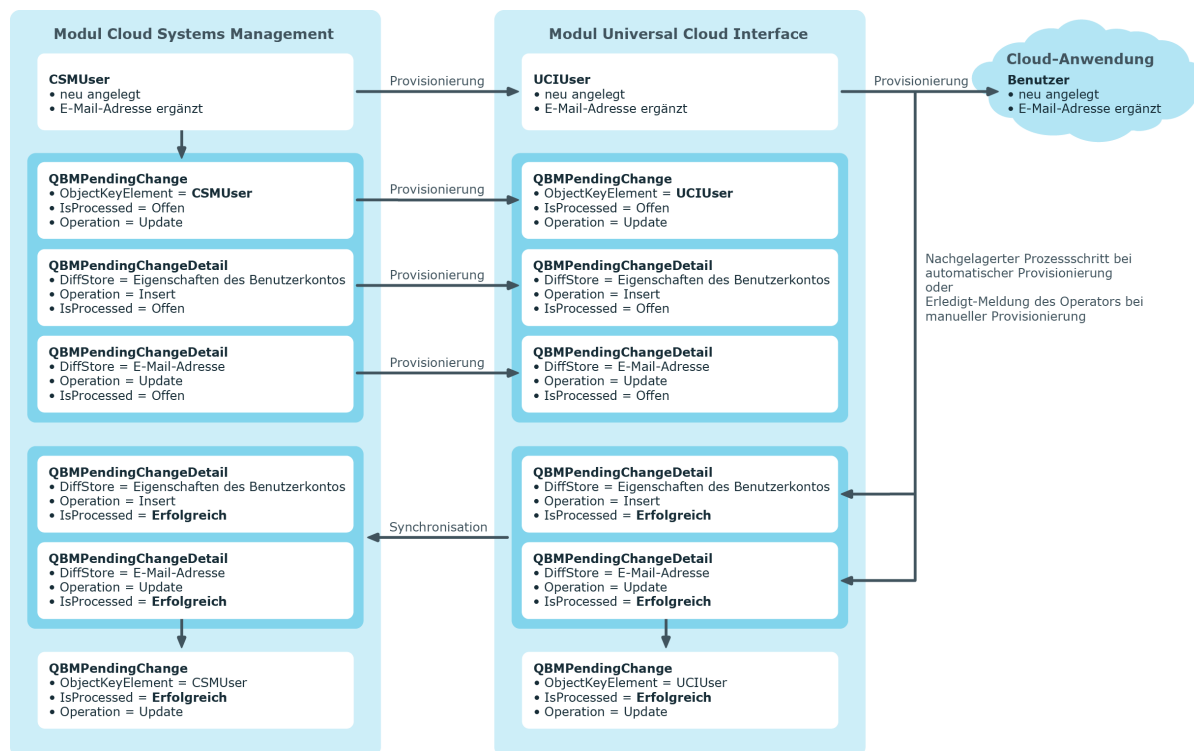 Modul Cloud Systems Management
CSMUser
• neu angelegt
• E-Mail-Adresse ergänzt
QBMPendingChange
• ObjectKeyElement = CSMUser
• IsProcessed = Offen
• Operation = Update
QBMPendingChangeDetail
• DiffStore = Eigenschaften des Benutzerkontos
• Operation = Insert
• IsProcessed = Offen
QBMPendingChangeDetail
• DiffStore = E-Mail-Adresse
• Operation = Update
• IsProcessed = Offen
QBMPendingChangeDetail
• DiffStore = Eigenschaften des Benutzerkontos
• Operation = Insert
• IsProcessed = Erfolgreich
QBMPendingChangeDetail
• DiffStore = E-Mail-Adresse
• Operation = Update
• IsProcessed = Erfolgreich
QBMPendingChange
• ObjectKeyElement = CSMUser
• IsProcessed = Erfolgreich
• Operation = Update
Provisionierung
Provisionierung
Provisionierung
Provisionierung
Synchronisation
Modul Universal Cloud Interface
UCIUser
• neu angelegt
• E-Mail-Adresse ergänzt
QBMPendingChange
• ObjectKeyElement = UCIUser
• IsProcessed = Offen
• Operation = Update
QBMPendingChangeDetail
• DiffStore = Eigenschaften des Benutzerkontos
• Operation = Insert
• IsProcessed = Offen
QBMPendingChangeDetail
• DiffStore = E-Mail-Adresse
• Operation = Update
• IsProcessed = Offen
QBMPendingChangeDetail
• DiffStore = Eigenschaften des Benutzerkontos
• Operation = Insert
• IsProcessed = Erfolgreich
QBMPendingChangeDetail
• DiffStore = E-Mail-Adresse
• Operation = Update
• IsProcessed = Erfolgreich
QBMPendingChange
• ObjectKeyElement = UCIUser
• IsProcessed = Erfolgreich
• Operation = Update
Provisionierung
Cloud-Anwendung
Benutzer
• neu angelegt
• E-Mail-Adresse ergänzt
Nachgelagerter Prozessschritt bei
automatischer Provisionierung
oder
Erledigt-Meldung des Operators bei
manueller Provisionierung